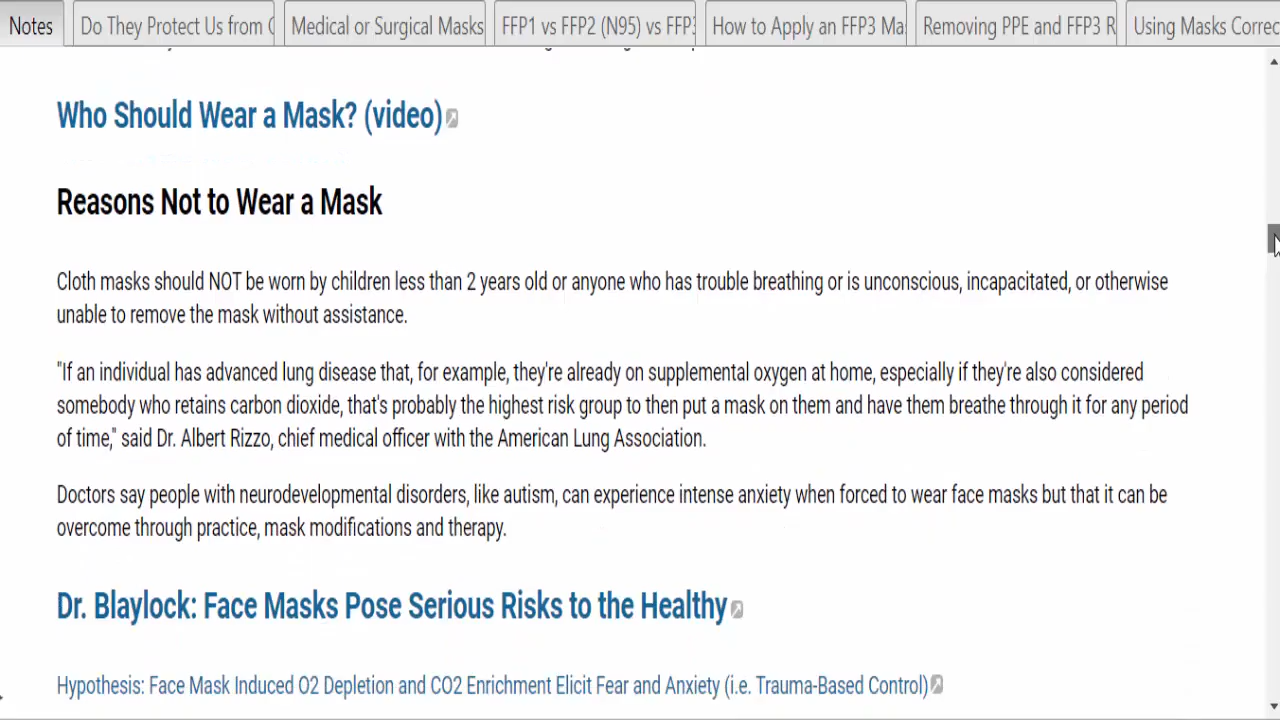 Notes
Do They Protect Us from
Medical or Surgical Masks
FFP1 vs FFP2 (N95) vs FFP3
How to Apply an FFP3 Ma
Removing PPE and FFP3 R
Using Masks Correc
Who Should Wear a Mask? (video)
Reasons Not to Wear a Mask
Cloth masks should NOT be worn by children less than 2 years old or anyone who has trouble breathing or is unconscious, incapacitated, or otherwise
unable to remove the mask without assistance.
"If an individual has advanced lung disease that, for example, they're already on supplemental oxygen at home, especially if they're also considered
somebody who retains carbon dioxide, that's probably the highest risk group to then put a mask on them and have them breathe through it for any period
of time," said Dr. Albert Rizzo, chief medical officer with the American Lung Association.
Doctors say people with neurodevelopmental disorders, like autism, can experience intense anxiety when forced to wear face masks but that it can be
overcome through practice, mask modifications and therapy.
Dr. Blaylock: Face Masks Pose Serious Risks to the Healthy
Hypothesis: Face Mask Induced O2 Depletion and CO2 Enrichment Elicit Fear and Anxiety (i.e. Trauma-Based Control)